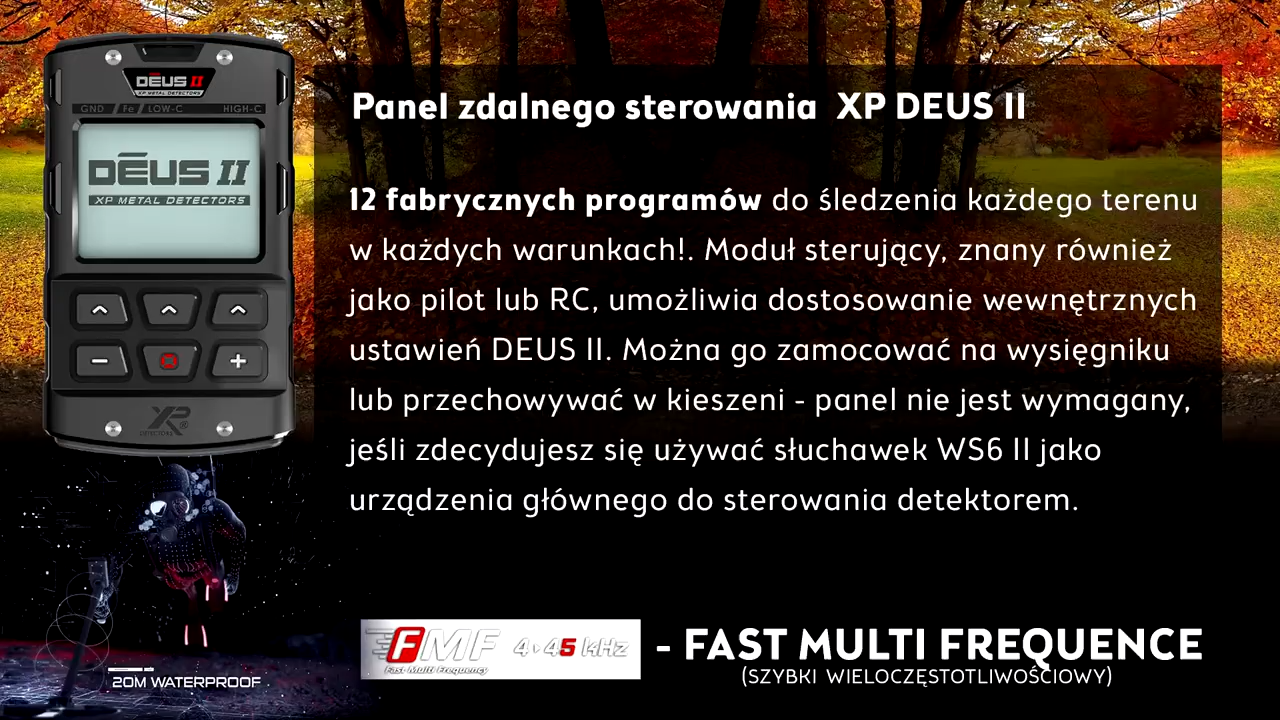 DEUS II
XP METAL DETECTORS
GND / Fe / LOW-C HIGH-C
DEUS II
XP METAL DETECTORS
XP®
DETECTORS
Panel zdalnego sterowania XP DEUS II
12 fabrycznych programów do śledzenia każdego terenu
w każdych warunkach!. Moduł sterujący, znany również
jako pilot lub RC, umożliwia dostosowanie wewnętrznych
ustawień DEUS II. Można go zamocować na wysięgniku
lub przechowywać w kieszeni - panel nie jest wymagany,
jeśli zdecydujesz się używać słuchawek WS6 II jako
urządzenia głównego do sterowania detektorem.
FMF 4 45 kHz
Fast Multi Frequency
- FAST MULTI FREQUENCE
(SZYBKI WIELOCZĘSTOTLIWOŚCIOWY)
20M WATERPROOF